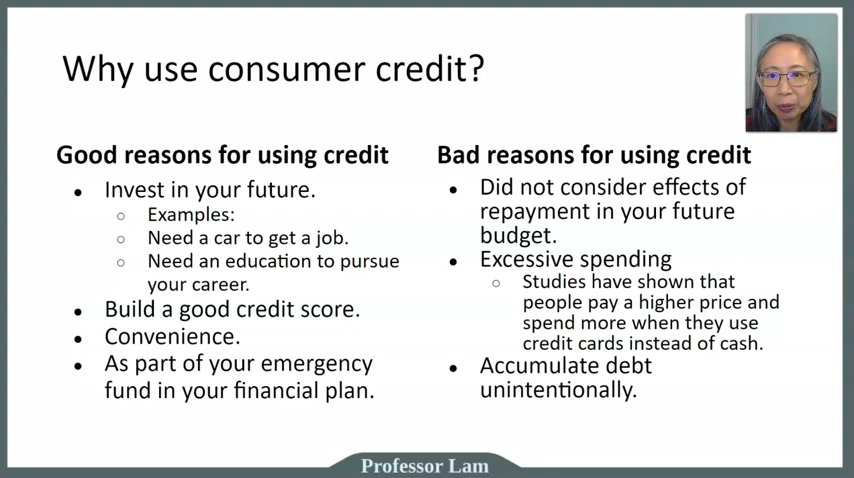 Why use consumer credit?
Good reasons for using credit
• Invest in your future.
○ Examples:
○ Need a car to get a job.
○ Need an education to pursue
your career.
• Build a good credit score.
• Convenience.
• As part of your emergency
fund in your financial plan.
Bad reasons for using credit
• Did not consider effects of
repayment in your future
budget.
• Excessive spending
○ Studies have shown that
people pay a higher price and
spend more when they use
credit cards instead of cash.
• Accumulate debt
unintentionally.
Professor Lam